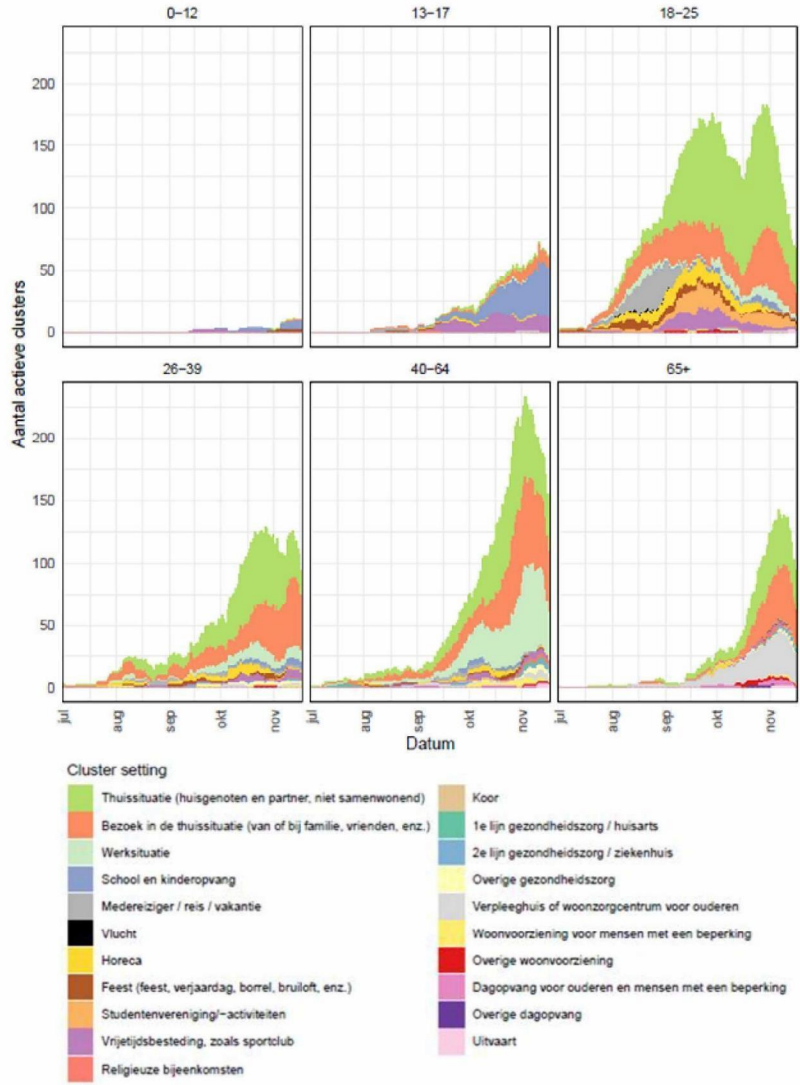 0−12 13−17 18−25
200
150
100
50
0
26−39 40−64 65+
200
150
100
50
0
Aantal actieve clusters
jul aug sep okt nov jul aug sep okt nov jul aug sep okt nov
Datum
Cluster setting
Thuissituatie (huisgenoten en partner, niet samenwonend)
Bezoek in de thuissituatie (van of bij familie, vrienden, enz.)
Werksituatie
School en kinderopvang
Medereiziger / reis / vakantie
Vlucht
Horeca
Feest (feest, verjaardag, borrel, bruiloft, enz.)
Studentenvereniging/−activiteiten
Vrijetijdsbesteding, zoals sportclub
Religieuze bijeenkomsten
Koor
1e lijn gezondheidszorg / huisarts
2e lijn gezondheidszorg / ziekenhuis
Overige gezondheidszorg
Verpleeghuis of woonzorgcentrum voor ouderen
Woonvoorziening voor mensen met een beperking
Overige woonvoorziening
Dagopvang voor ouderen en mensen met een beperking
Overige dagopvang
Uitvaart